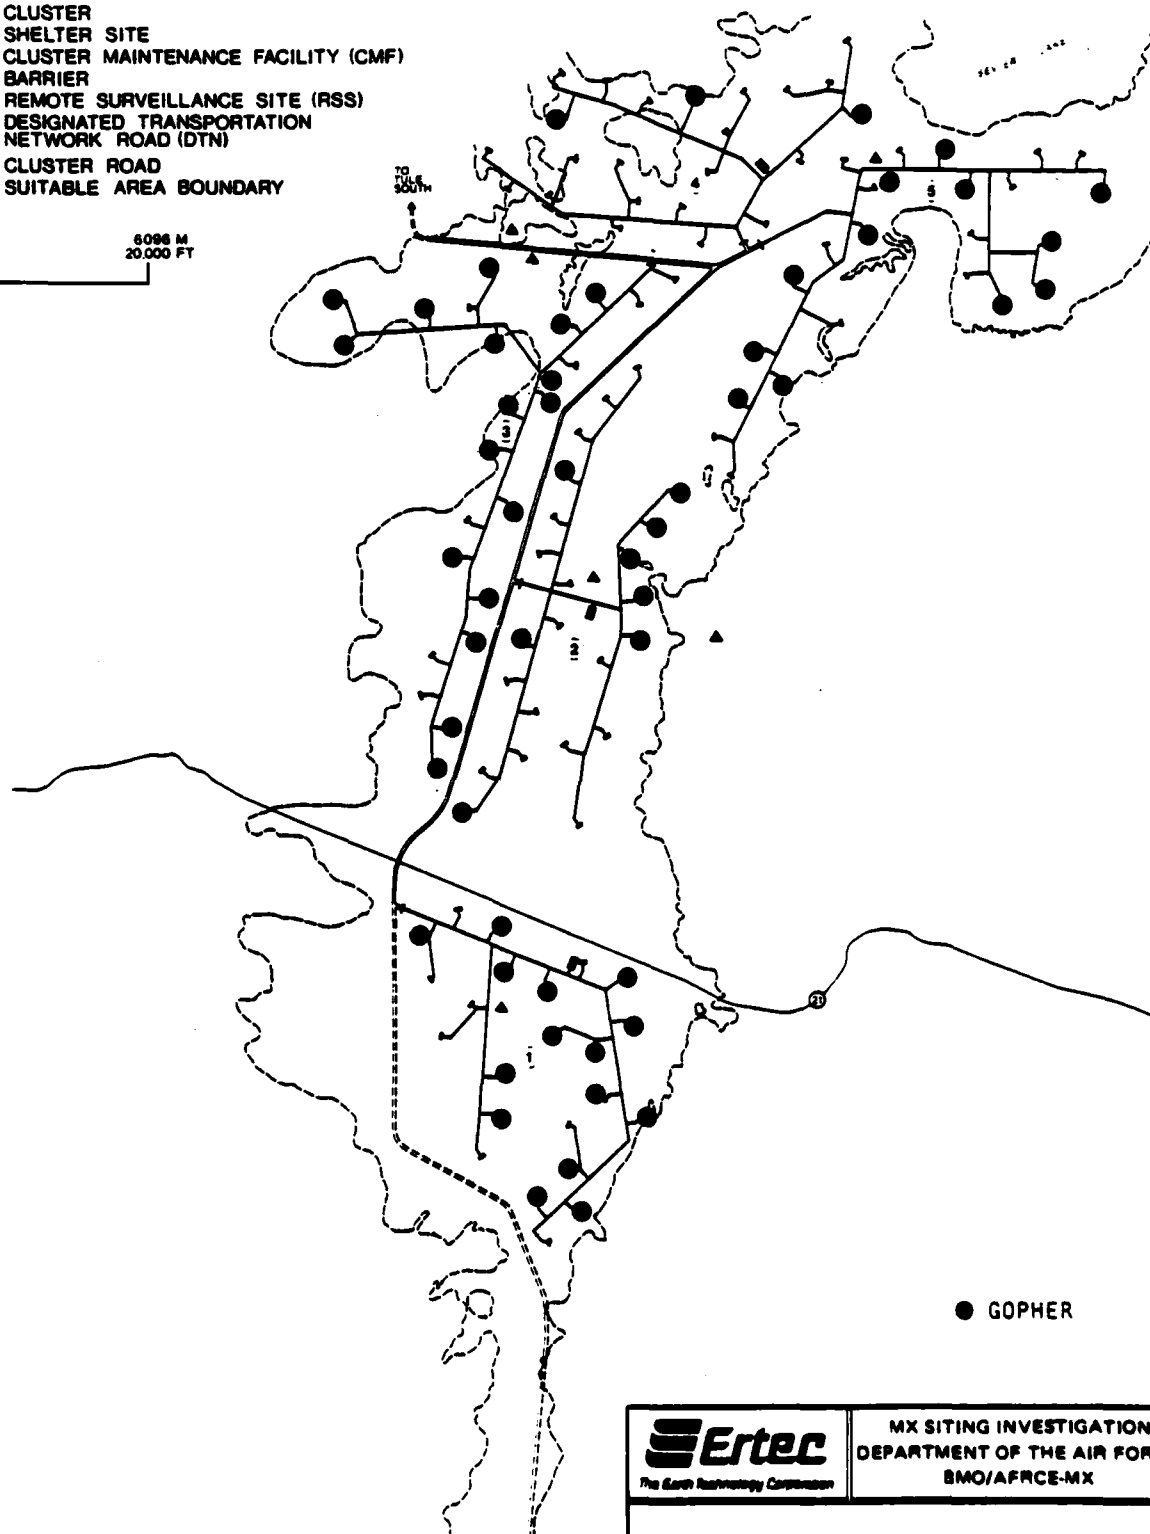 CLUSTER
SHELTER SITE
CLUSTER MAINTENANCE FACILITY (CMF)
BARRIER
REMOTE SURVEILLANCE SITE (RSS)
DESIGNATED TRANSPORTATION
NETWORK ROAD (DTN)
CLUSTER ROAD
SUITABLE AREA BOUNDARY
6096 M
20,000 FT
TO
TULE
SOUTH
4
5
3
2
21
1
GOPHER
Ertec
The Earth Technology Corporation
MX SITING INVESTIGATION
DEPARTMENT OF THE AIR FOR
BMO/AFRCE-MX